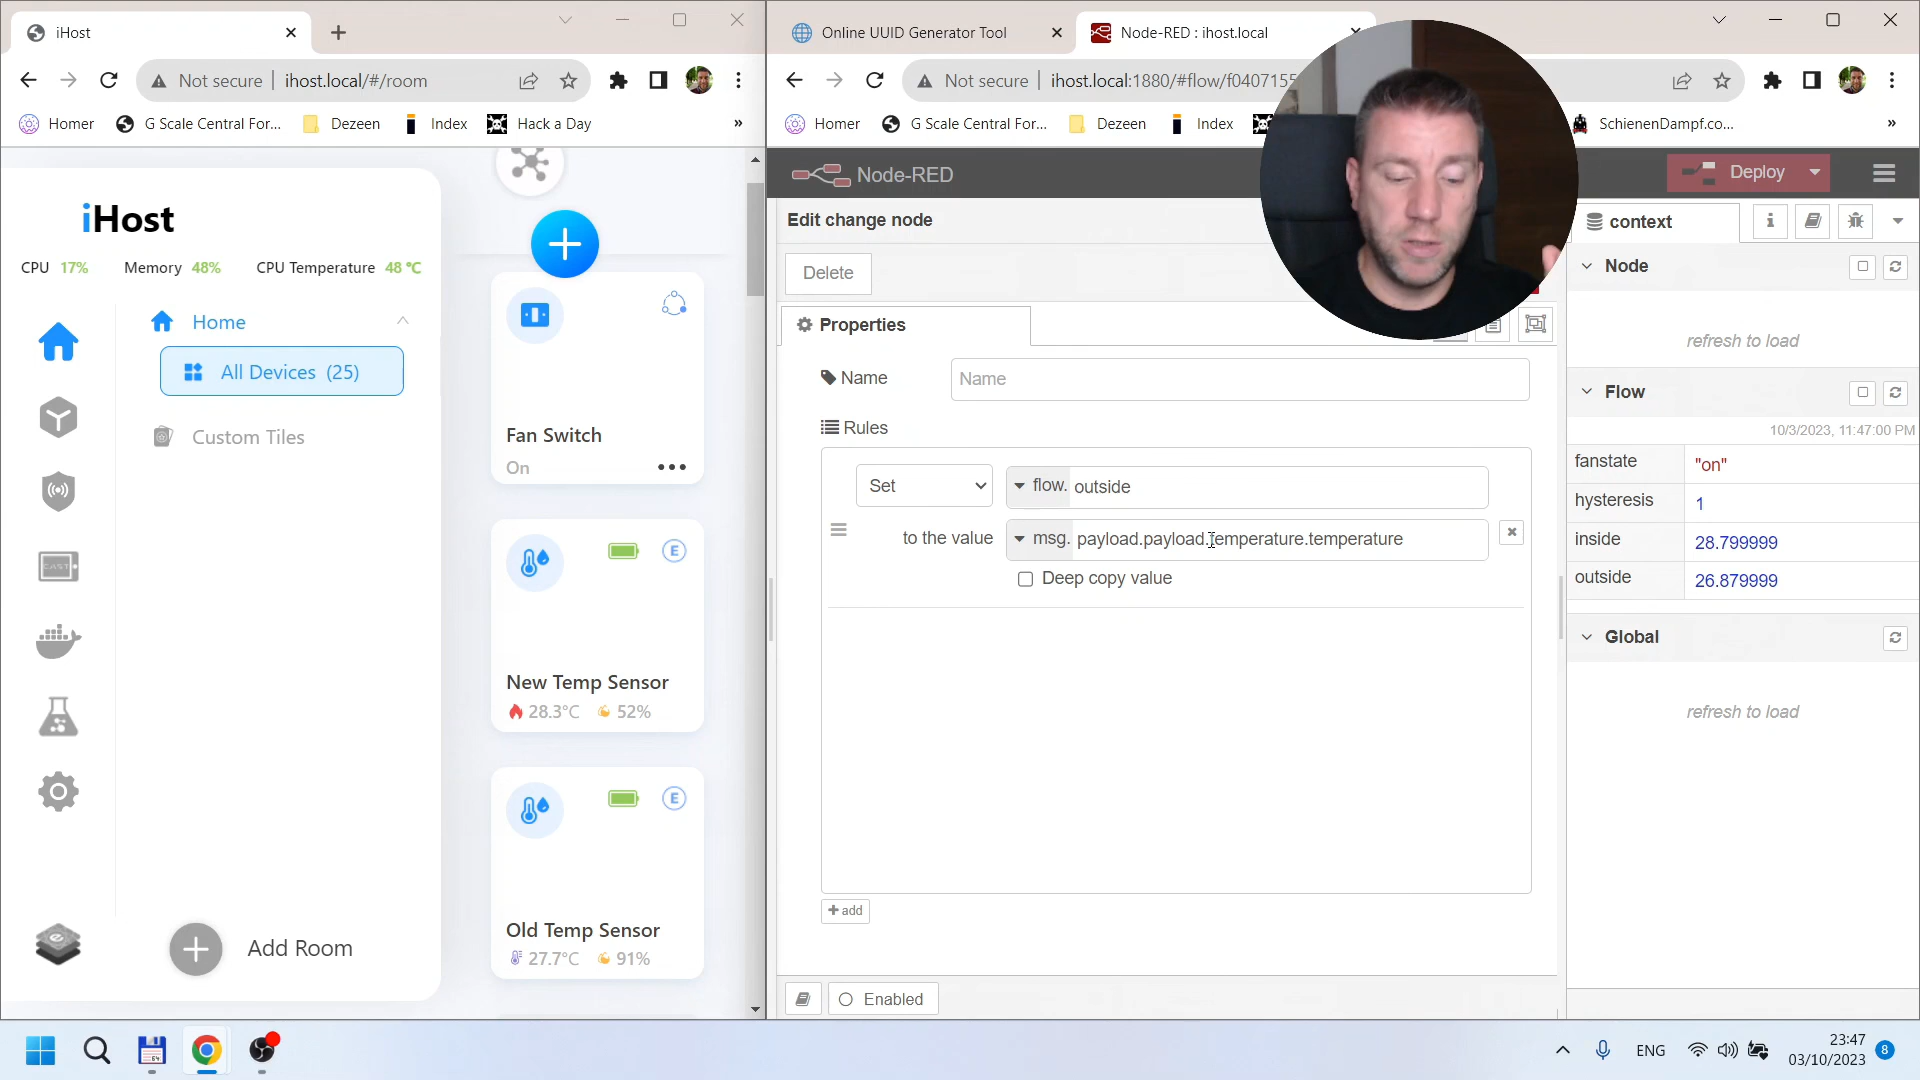 iHost
Not secure
ihost.local/#/room
Homer
G Scale Central For...
Dezeen
Index
Hack a Day
»
iHost
CPU 17% Memory 48% CPU Temperature 48 ℃
Home
All Devices (25)
Custom Tiles
Add Room
Fan Switch
On
New Temp Sensor
28.3°C 52%
E
Old Temp Sensor
27.7°C 91%
E
Online UUID Generator Tool
Node-RED : ihost.local
Not secure
ihost.local:1880/#flow/f0407155
Homer
G Scale Central For...
Dezeen
Index
SchienenDampf.co...
»
Node-RED
Deploy
Edit change node
Delete
Properties
Name
Name
Rules
Set
flow. outside
to the value
msg. payload.payload.temperature.temperature
Deep copy value
+ add
Enabled
context
i
Node
refresh to load
Flow
10/3/2023, 11:47:00 PM
fanstate "on"
hysteresis 1
inside 28.799999
outside 26.879999
Global
refresh to load
64
ENG
23:47
03/10/2023
8